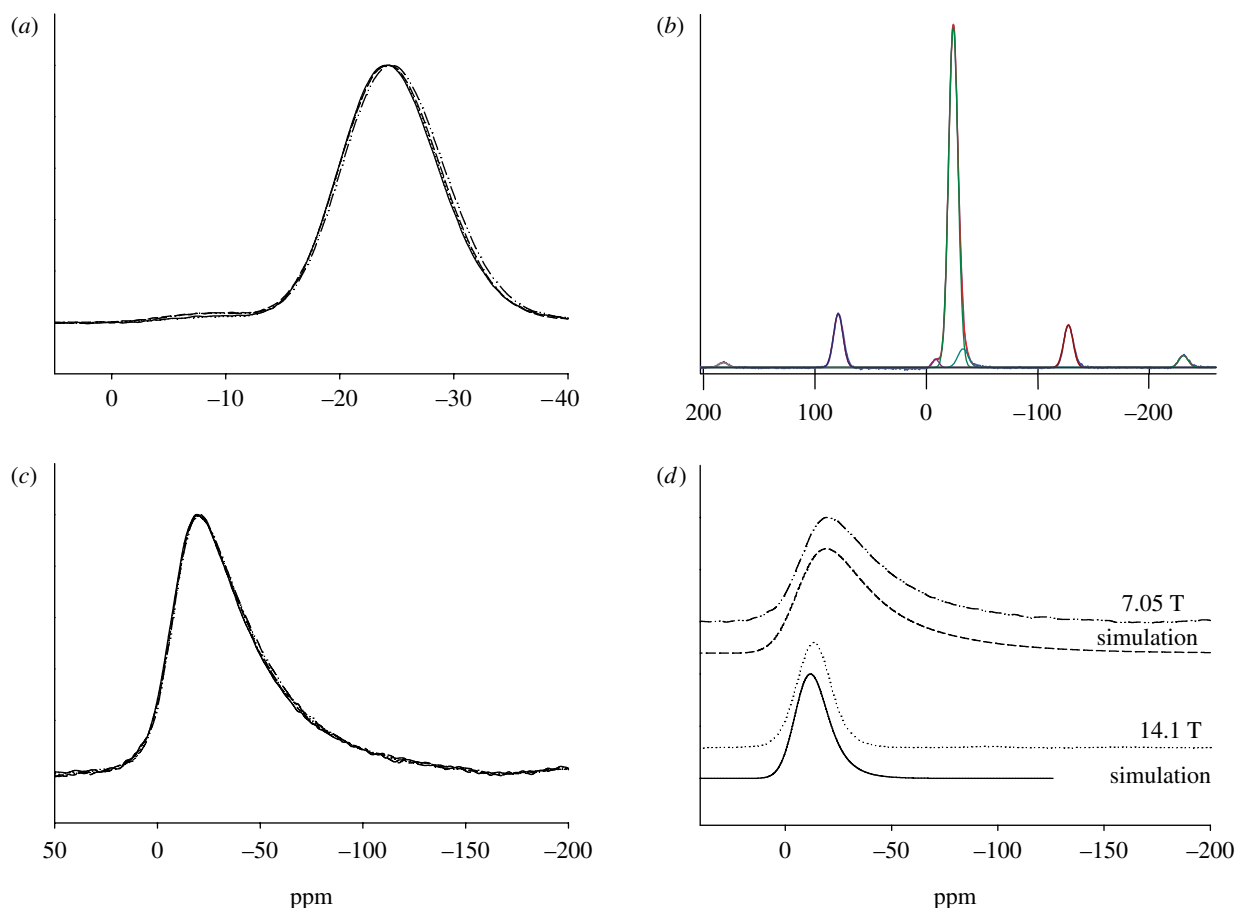 (a)
0 –10 –20 –30 –40
(b)
200 100 0 –100 –200
(c)
50 0 –50 –100 –150 –200
ppm
(d)
7.05 T
simulation
14.1 T
simulation
0 –50 –100 –150 –200
ppm